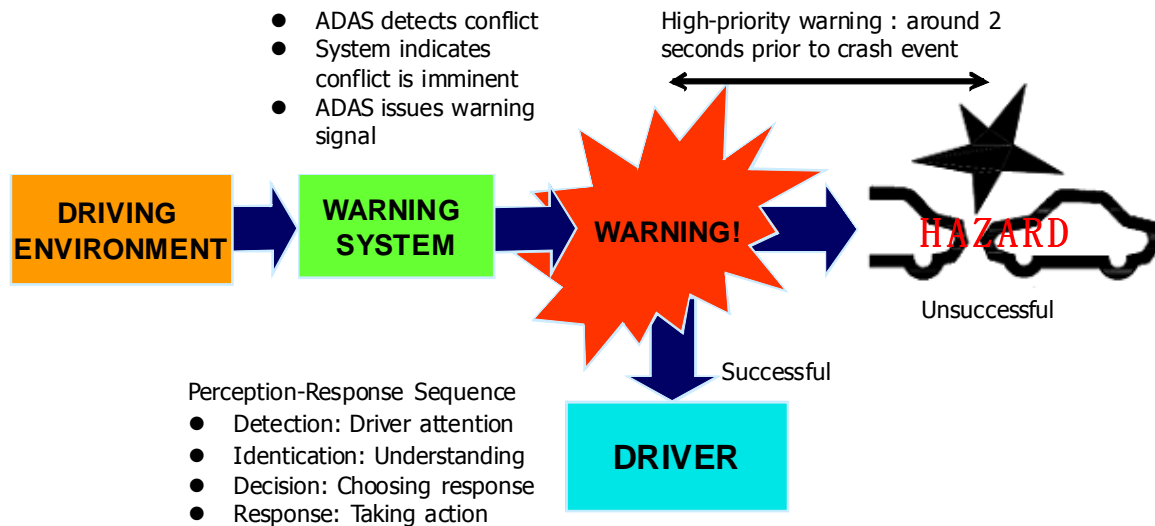 ● ADAS detects conflict
● System indicates
conflict is imminent
● ADAS issues warning
signal
High-priority warning : around 2
seconds prior to crash event
DRIVING
ENVIRONMENT
WARNING
SYSTEM
WARNING!
HAZARD
Unsuccessful
Successful
Perception-Response Sequence
● Detection: Driver attention
● Identication: Understanding
● Decision: Choosing response
● Response: Taking action
DRIVER